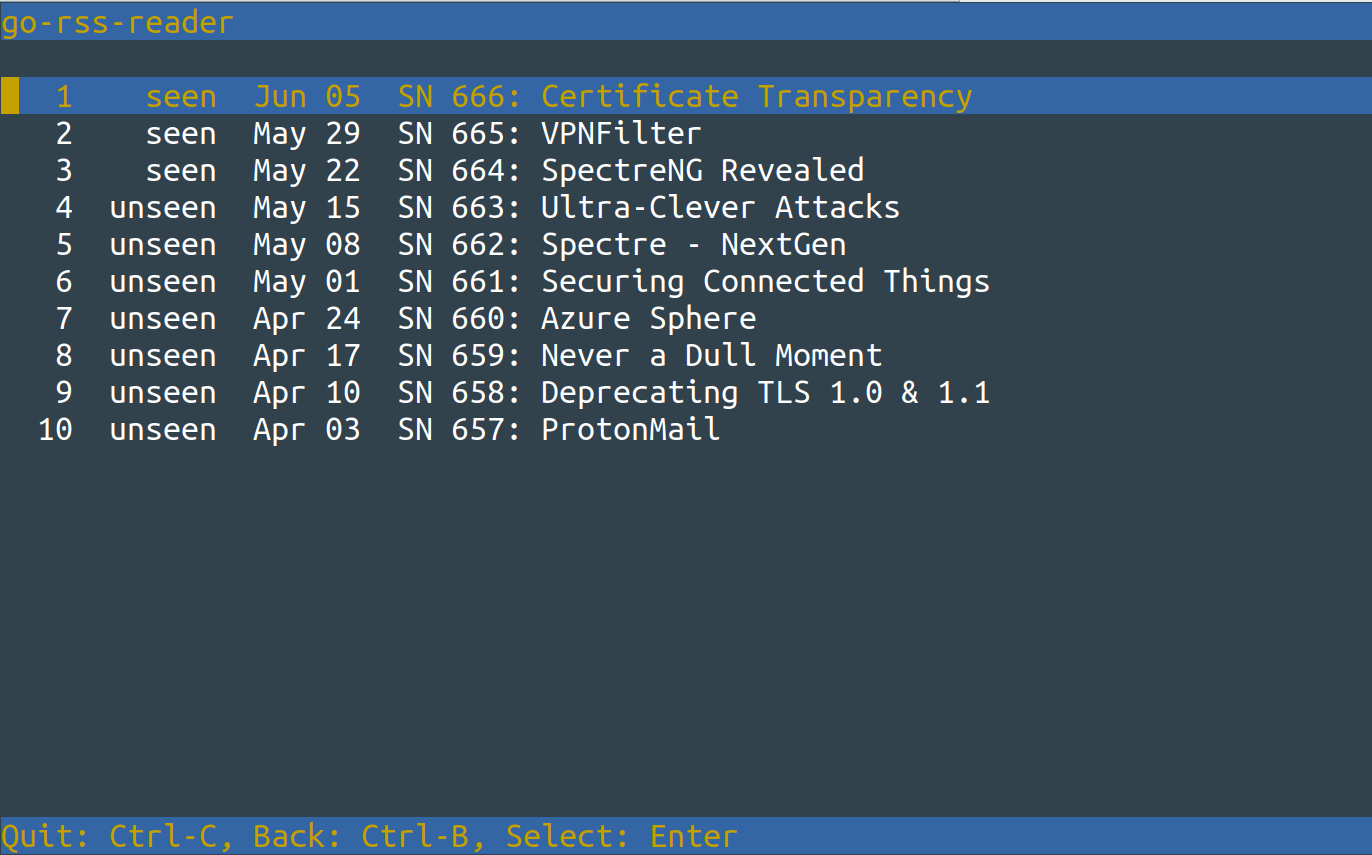 go-rss-reader
1 seen Jun 05 SN 666: Certificate Transparency
2 seen May 29 SN 665: VPNFilter
3 seen May 22 SN 664: SpectreNG Revealed
4 unseen May 15 SN 663: Ultra-Clever Attacks
5 unseen May 08 SN 662: Spectre - NextGen
6 unseen May 01 SN 661: Securing Connected Things
7 unseen Apr 24 SN 660: Azure Sphere
8 unseen Apr 17 SN 659: Never a Dull Moment
9 unseen Apr 10 SN 658: Deprecating TLS 1.0 & 1.1
10 unseen Apr 03 SN 657: ProtonMail
Quit: Ctrl-C, Back: Ctrl-B, Select: Enter